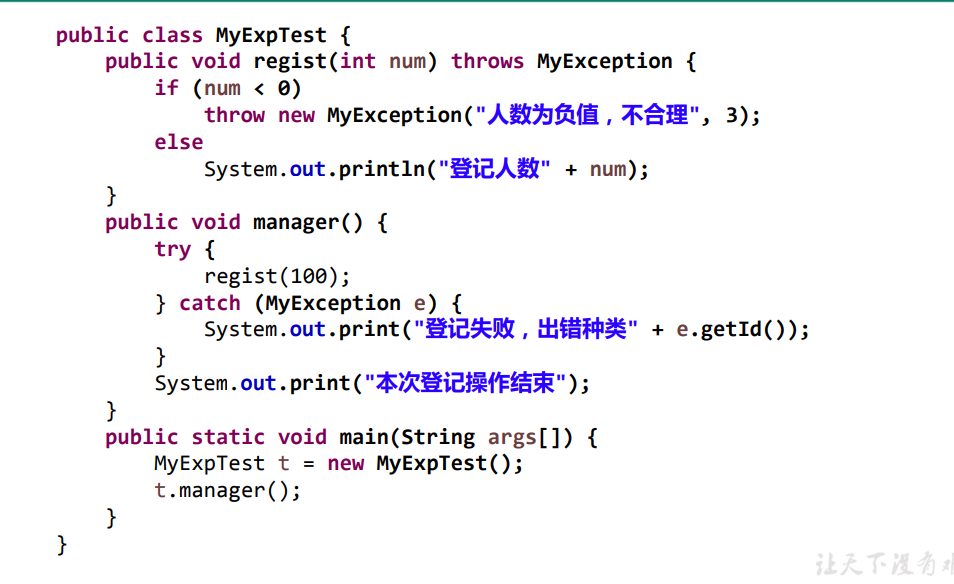 public class MyExpTest {
public void regist(int num) throws MyException {
if (num < 0)
throw new MyException("人数为负值，不合理", 3);
else
System.out.println("登记人数" + num);
}
public void manager() {
try {
regist(100);
} catch (MyException e) {
System.out.print("登记失败，出错种类" + e.getId());
}
System.out.print("本次登记操作结束");
}
public static void main(String args[]) {
MyExpTest t = new MyExpTest();
t.manager();
}
}
让天下没有难